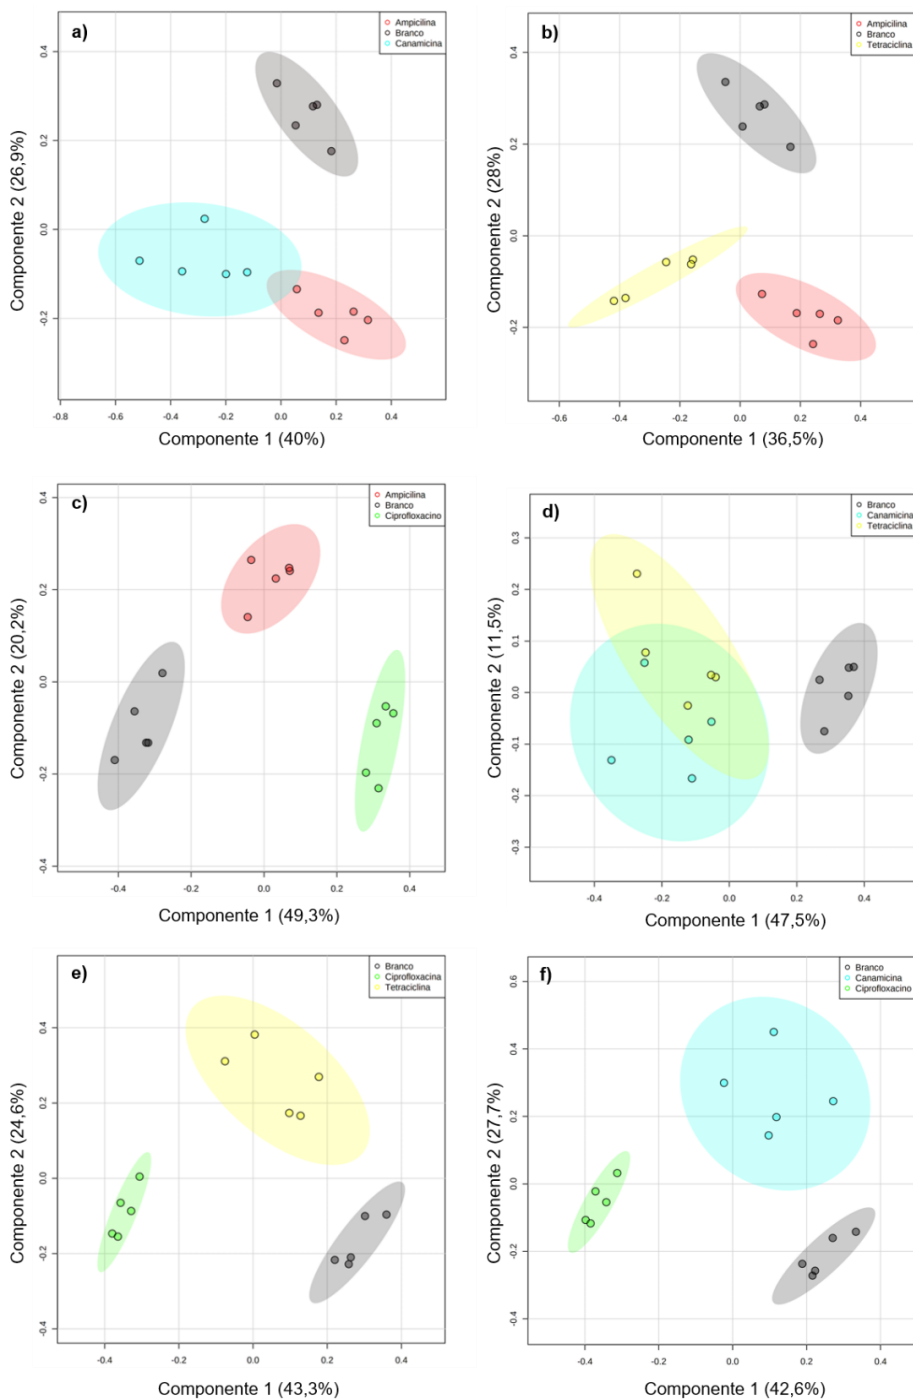 a)
Ampicilina
Branco
Canamicina
0.4
0.2
0.0
-0.2
Componente 2 (26,9%)
-0.8
-0.6
-0.4
-0.2
0.0
0.2
0.4
Componente 1 (40%)
b)
Ampicilina
Branco
Tetraciclina
0.4
0.2
0.0
-0.2
Componente 2 (28%)
-0.6
-0.4
-0.2
0.0
0.2
0.4
Componente 1 (36,5%)
c)
Ampicilina
Branco
Ciprofloxacino
0.4
0.2
0.0
-0.2
-0.4
Componente 2 (20,2%)
-0.4
-0.2
0.0
0.2
0.4
Componente 1 (49,3%)
d)
Branco
Canamicina
Tetraciclina
0.3
0.2
0.1
0.0
-0.1
-0.2
-0.3
Componente 2 (11,5%)
-0.4
-0.2
0.0
0.2
0.4
Componente 1 (47,5%)
e)
Branco
Ciprofloxacina
Tetraciclina
0.4
0.2
0.0
-0.2
-0.4
Componente 2 (24,6%)
-0.4
-0.2
0.0
0.2
0.4
Componente 1 (43,3%)
f)
Branco
Canamicina
Ciprofloxacino
0.6
0.4
0.2
0.0
-0.2
-0.4
Componente 2 (27,7%)
-0.4
-0.2
0.0
0.2
0.4
Componente 1 (42,6%)